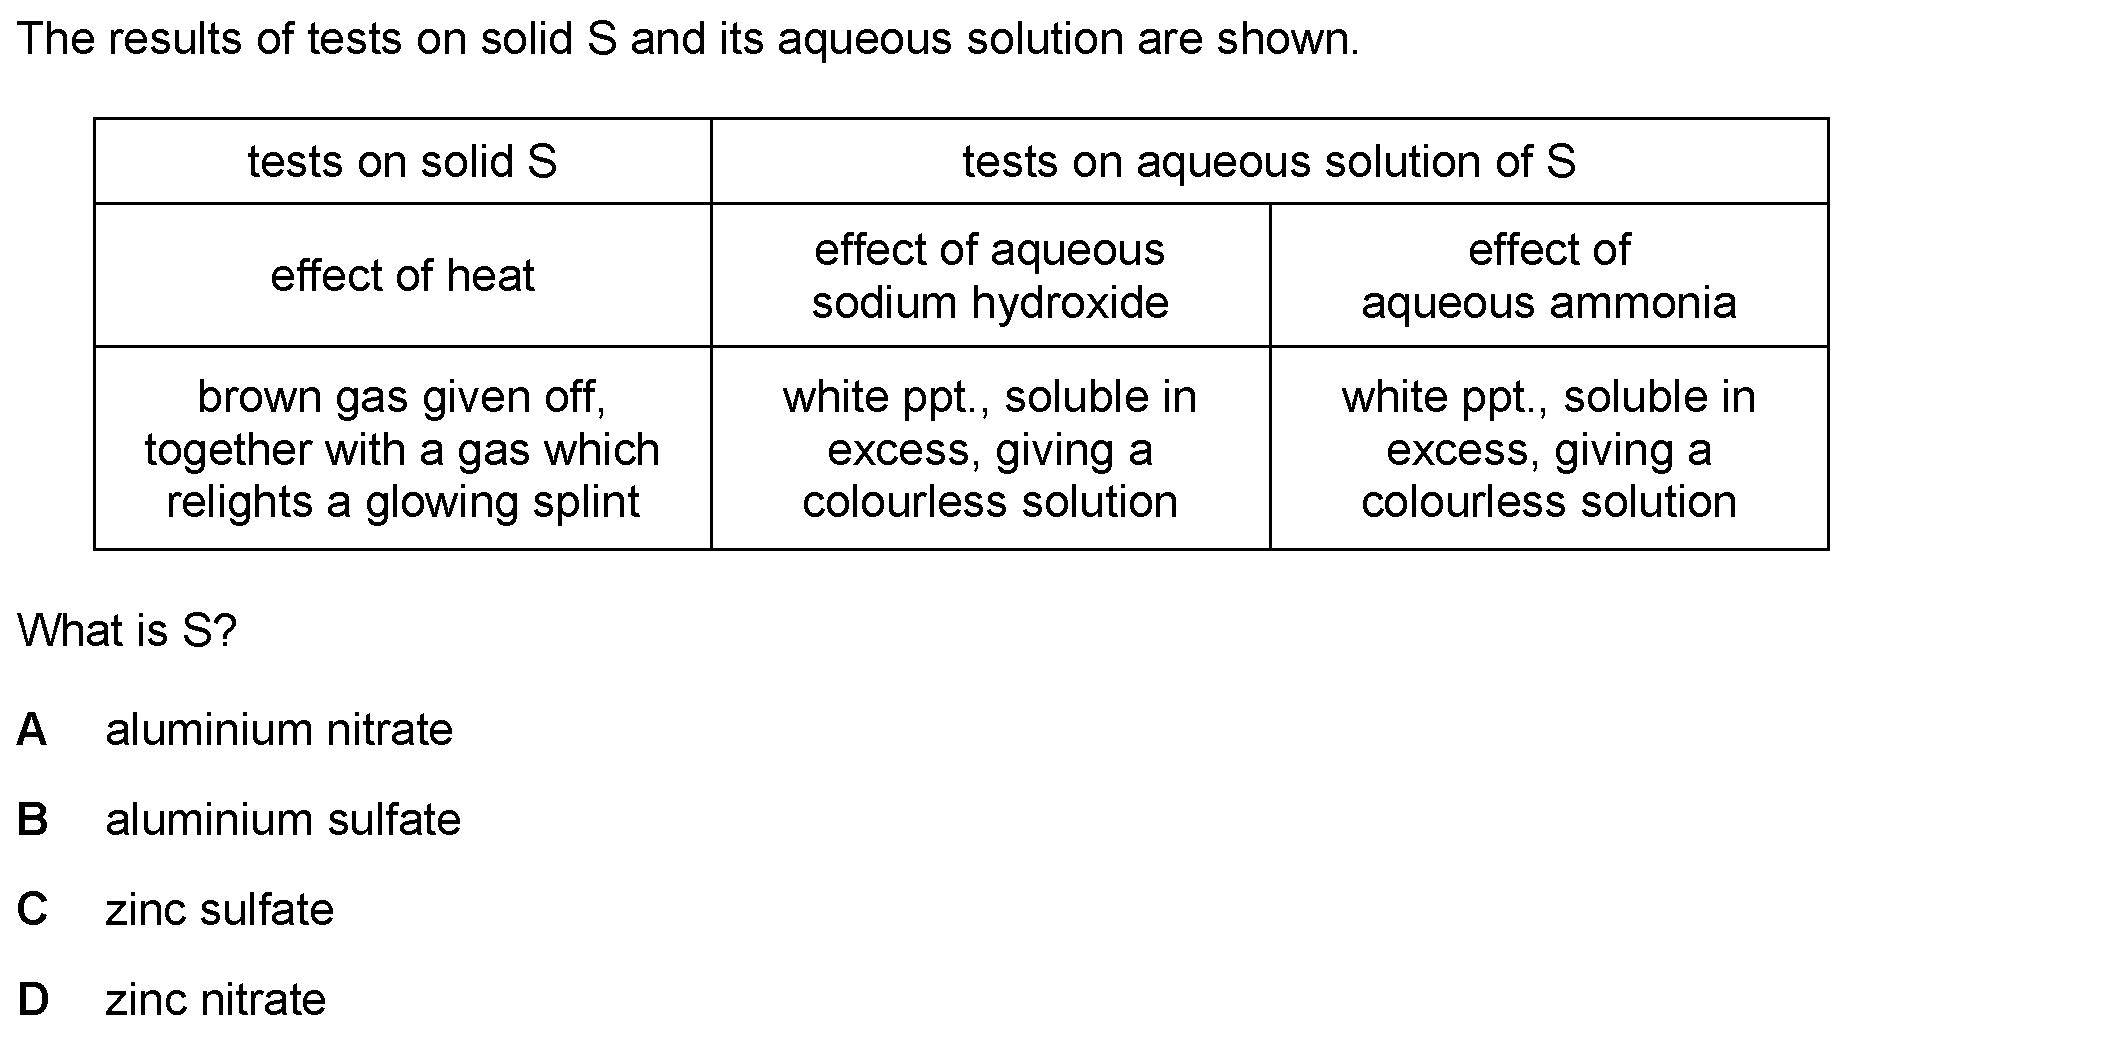 The results of tests on solid S and its aqueous solution are shown.
tests on solid S
tests on aqueous solution of S
effect of heat
effect of aqueous
sodium hydroxide
effect of
aqueous ammonia
brown gas given off,
together with a gas which
relights a glowing splint
white ppt., soluble in
excess, giving a
colourless solution
white ppt., soluble in
excess, giving a
colourless solution
What is S?
A aluminium nitrate
B aluminium sulfate
C zinc sulfate
D zinc nitrate